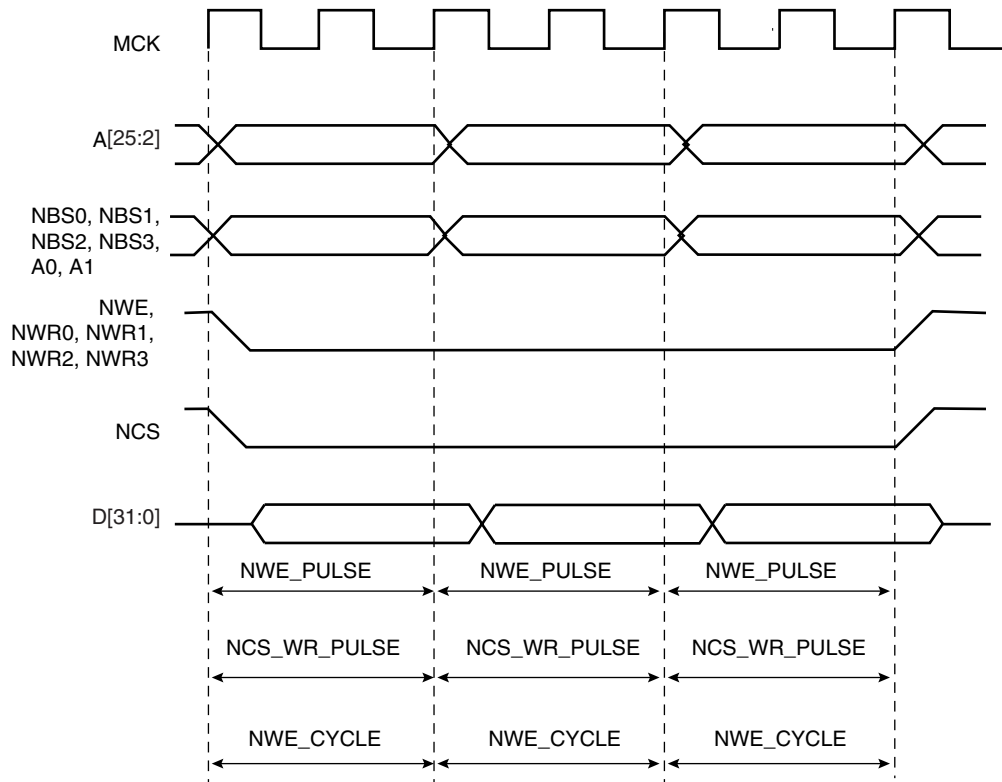 MCK
A[25:2]
NBS0, NBS1,
NBS2, NBS3,
A0, A1
NWE,
NWR0, NWR1,
NWR2, NWR3
NCS
D[31:0]
NWE_PULSE NWE_PULSE NWE_PULSE
NCS_WR_PULSE NCS_WR_PULSE NCS_WR_PULSE
NWE_CYCLE NWE_CYCLE NWE_CYCLE